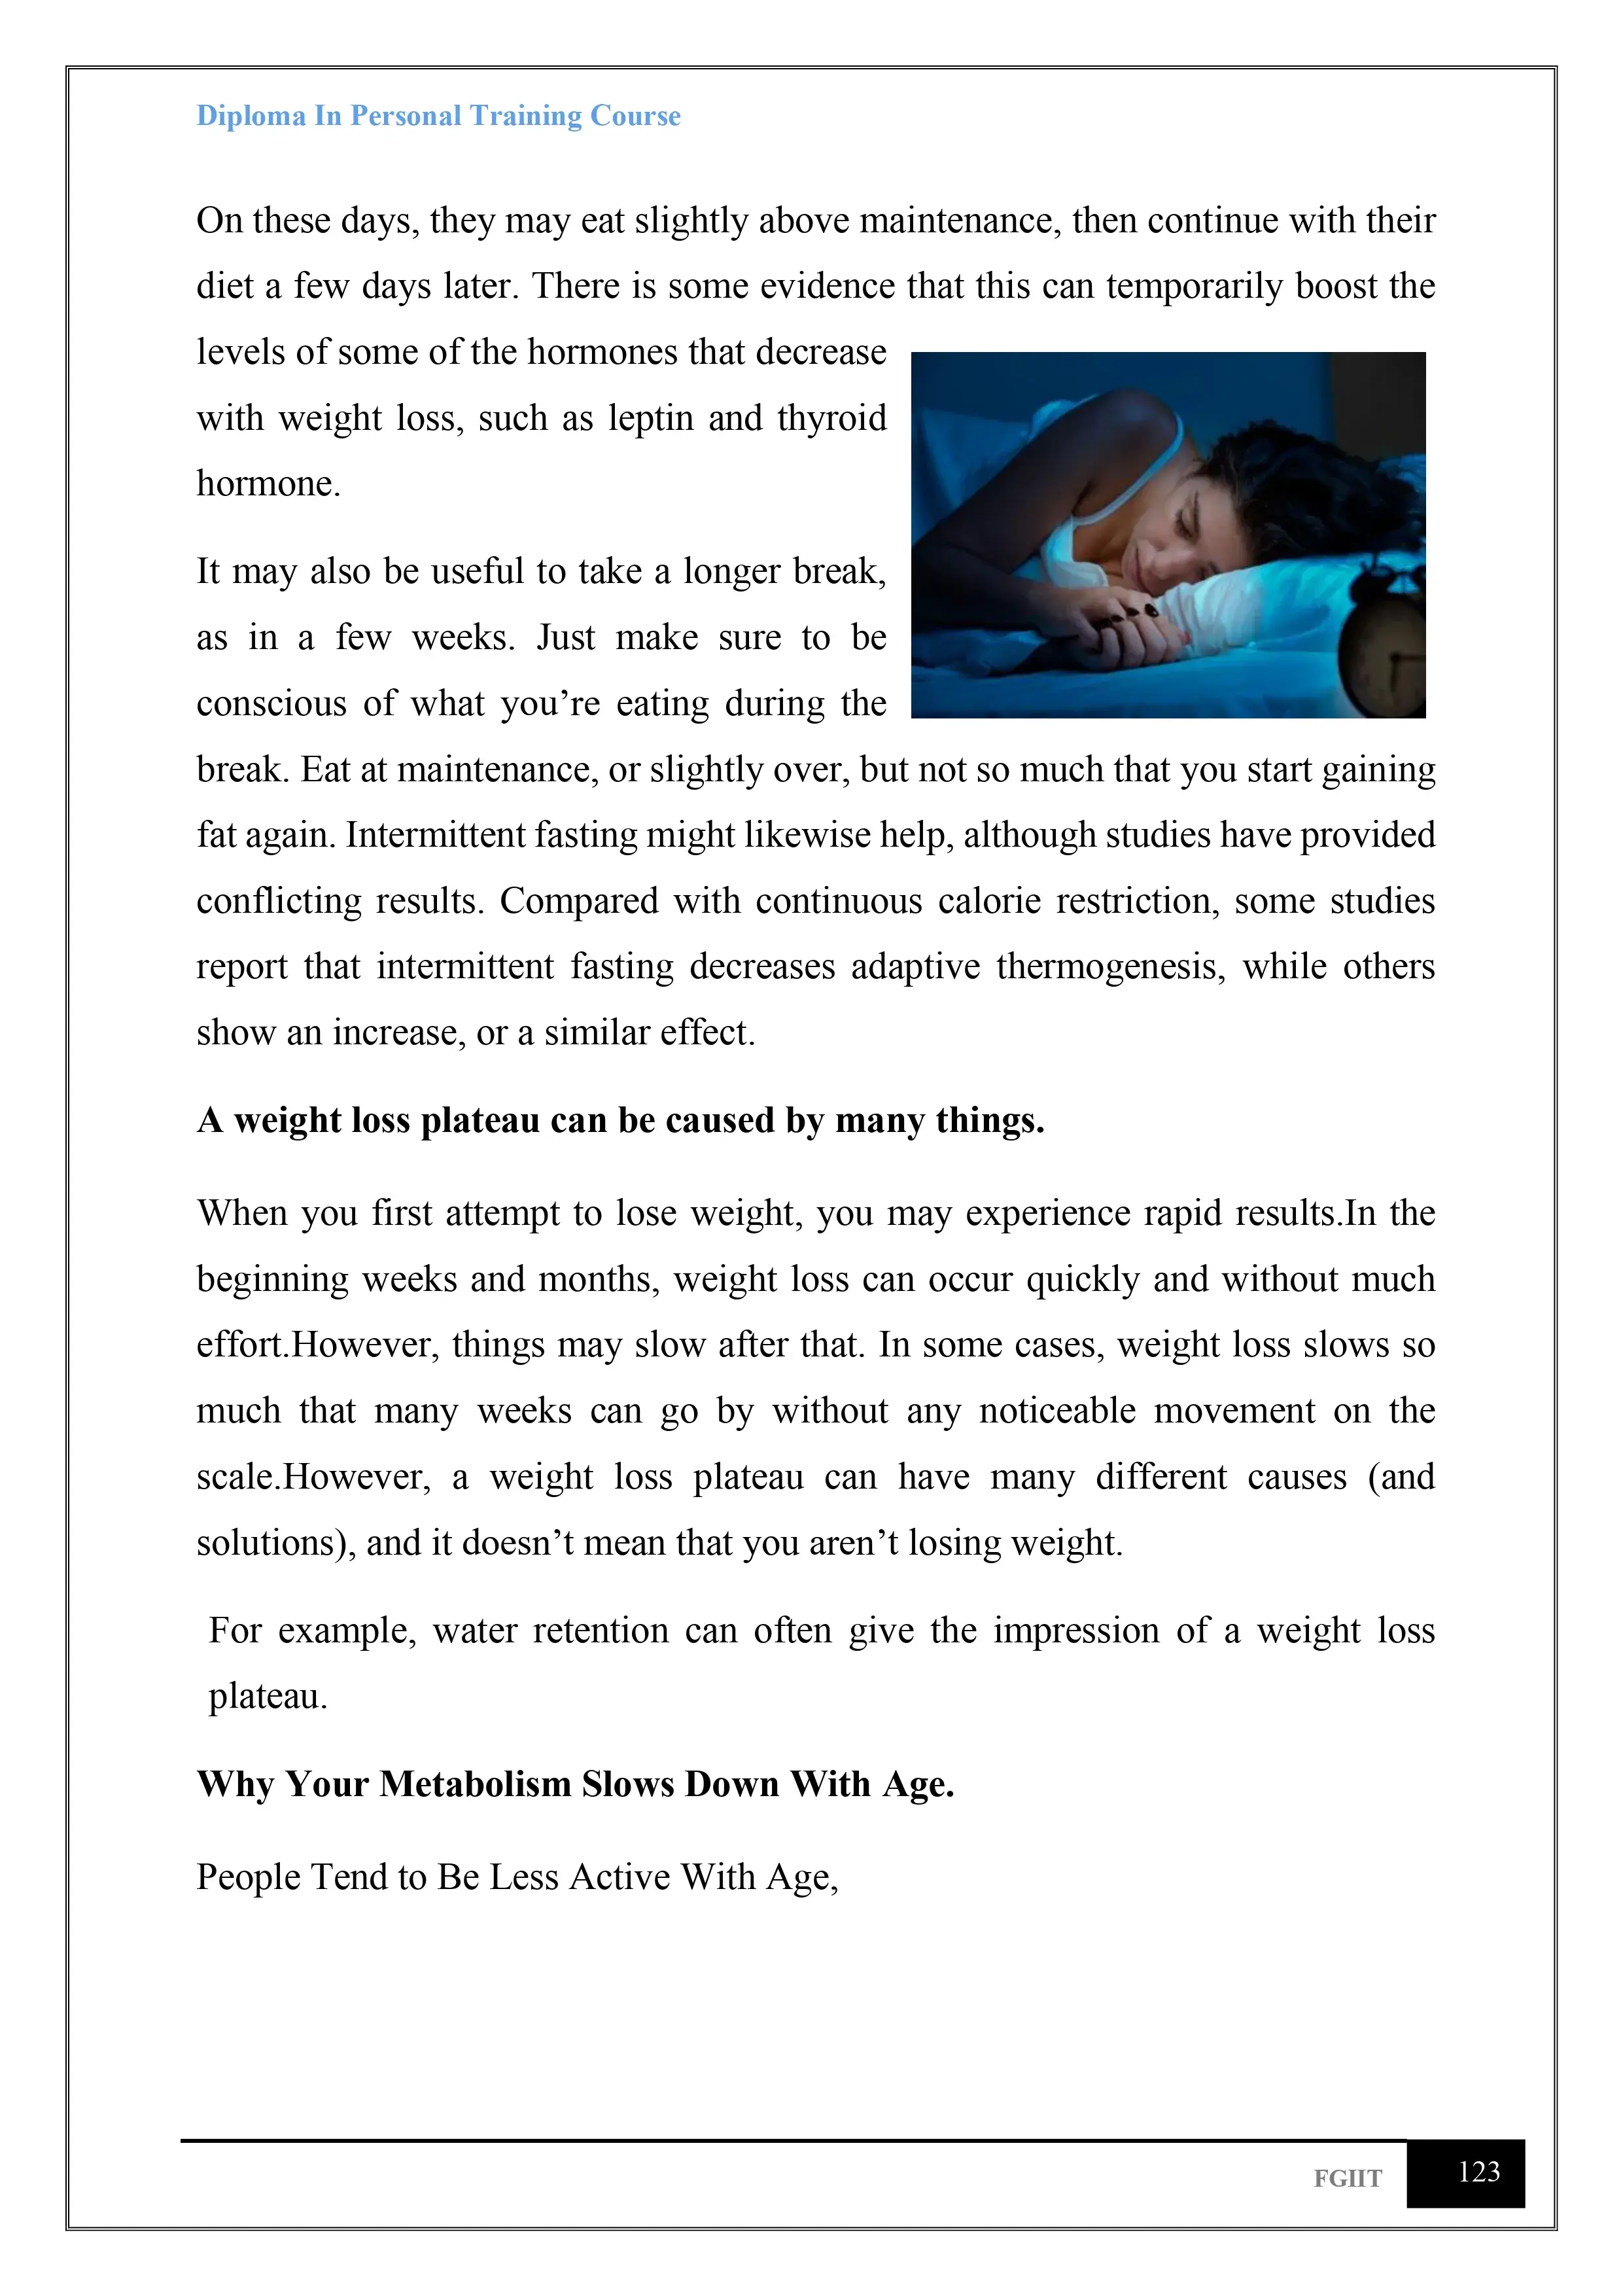 Diploma In Personal Training Course
On these days, they may eat slightly above maintenance, then continue with their
diet a few days later. There is some evidence that this can temporarily boost the
levels of some of the hormones that decrease
with weight loss, such as leptin and thyroid
hormone.
It may also be useful to take a longer break,
as in a few weeks. Just make sure to be
conscious of what you’re eating during the
break. Eat at maintenance, or slightly over, but not so much that you start gaining
fat again. Intermittent fasting might likewise help, although studies have provided
conflicting results. Compared with continuous calorie restriction, some studies
report that intermittent fasting decreases adaptive thermogenesis, while others
show an increase, or a similar effect.
A weight loss plateau can be caused by many things.
When you first attempt to lose weight, you may experience rapid results.In the
beginning weeks and months, weight loss can occur quickly and without much
effort.However, things may slow after that. In some cases, weight loss slows so
much that many weeks can go by without any noticeable movement on the
scale.However, a weight loss plateau can have many different causes (and
solutions), and it doesn’t mean that you aren’t losing weight.
For example, water retention can often give the impression of a weight loss
plateau.
Why Your Metabolism Slows Down With Age.
People Tend to Be Less Active With Age,
FGIIT
123